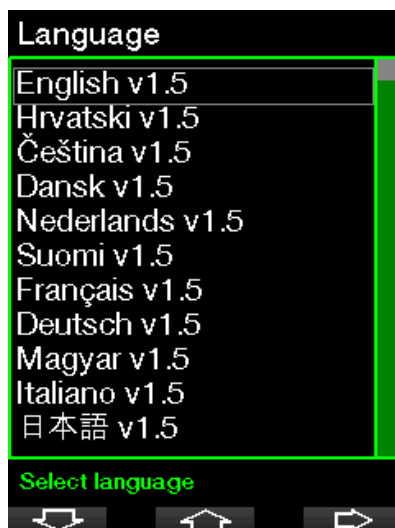 Language
English v1.5
Hrvatski v1.5
Čeština v1.5
Dansk v1.5
Nederlands v1.5
Suomi v1.5
Français v1.5
Deutsch v1.5
Magyar v1.5
Italiano v1.5
日本語 v1.5
Select language